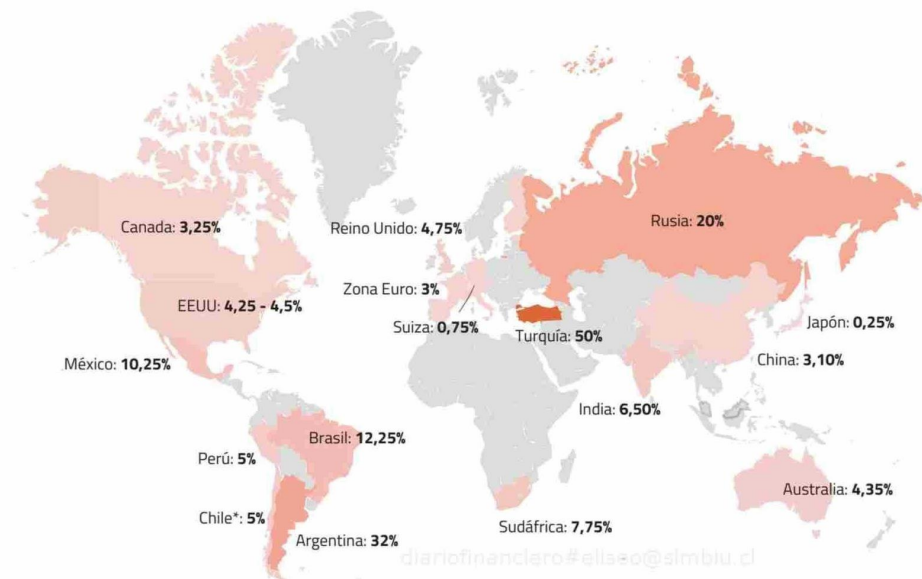 Canada: 3,25%
Reino Unido: 4,75%
Rusia: 20%
Zona Euro: 3%
EEUU: 4,25 - 4,5%
Suiza: 0,75%
Turquía: 50%
Japón: 0,25%
México: 10,25%
China: 3,10%
India: 6,50%
Brasil: 12,25%
Perú: 5%
Australia: 4,35%
Chile*: 5%
Sudáfrica: 7,75%
Argentina: 32%
diariofinanciero#eliseo@simbiu.cl